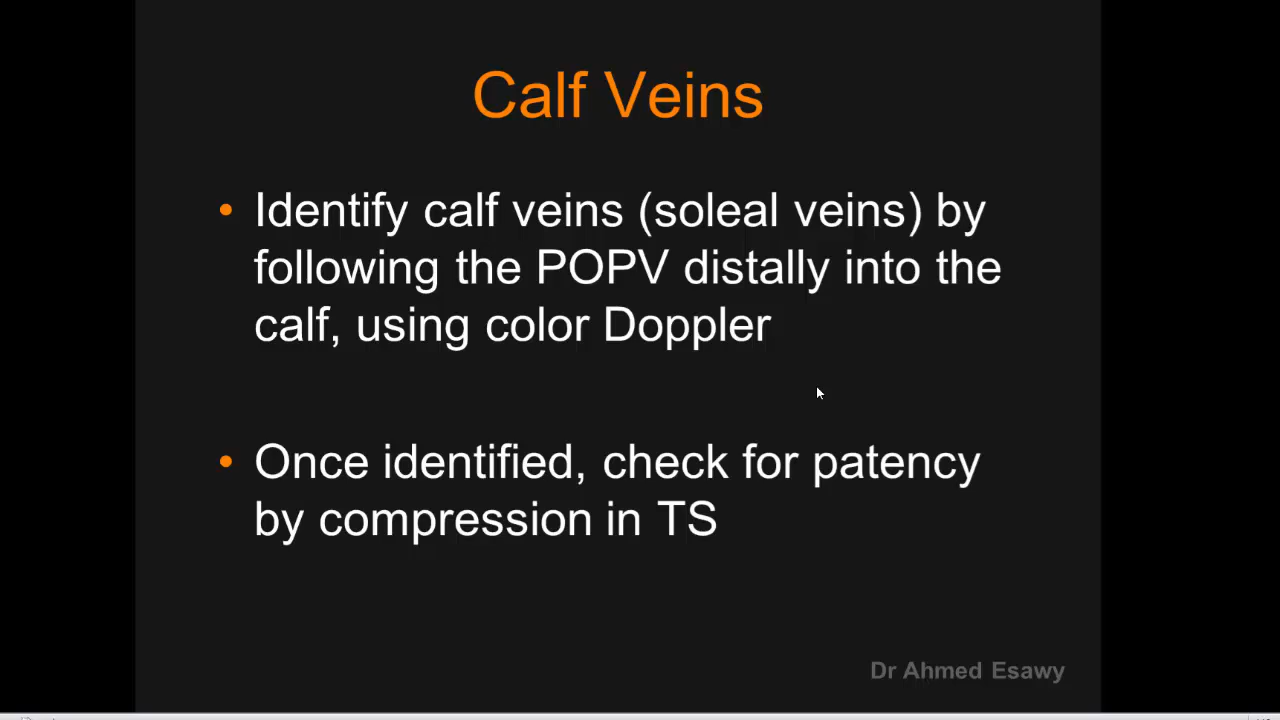 Calf Veins
• Identify calf veins (soleal veins) by
following the POPV distally into the
calf, using color Doppler
• Once identified, check for patency
by compression in TS
Dr Ahmed Esawy